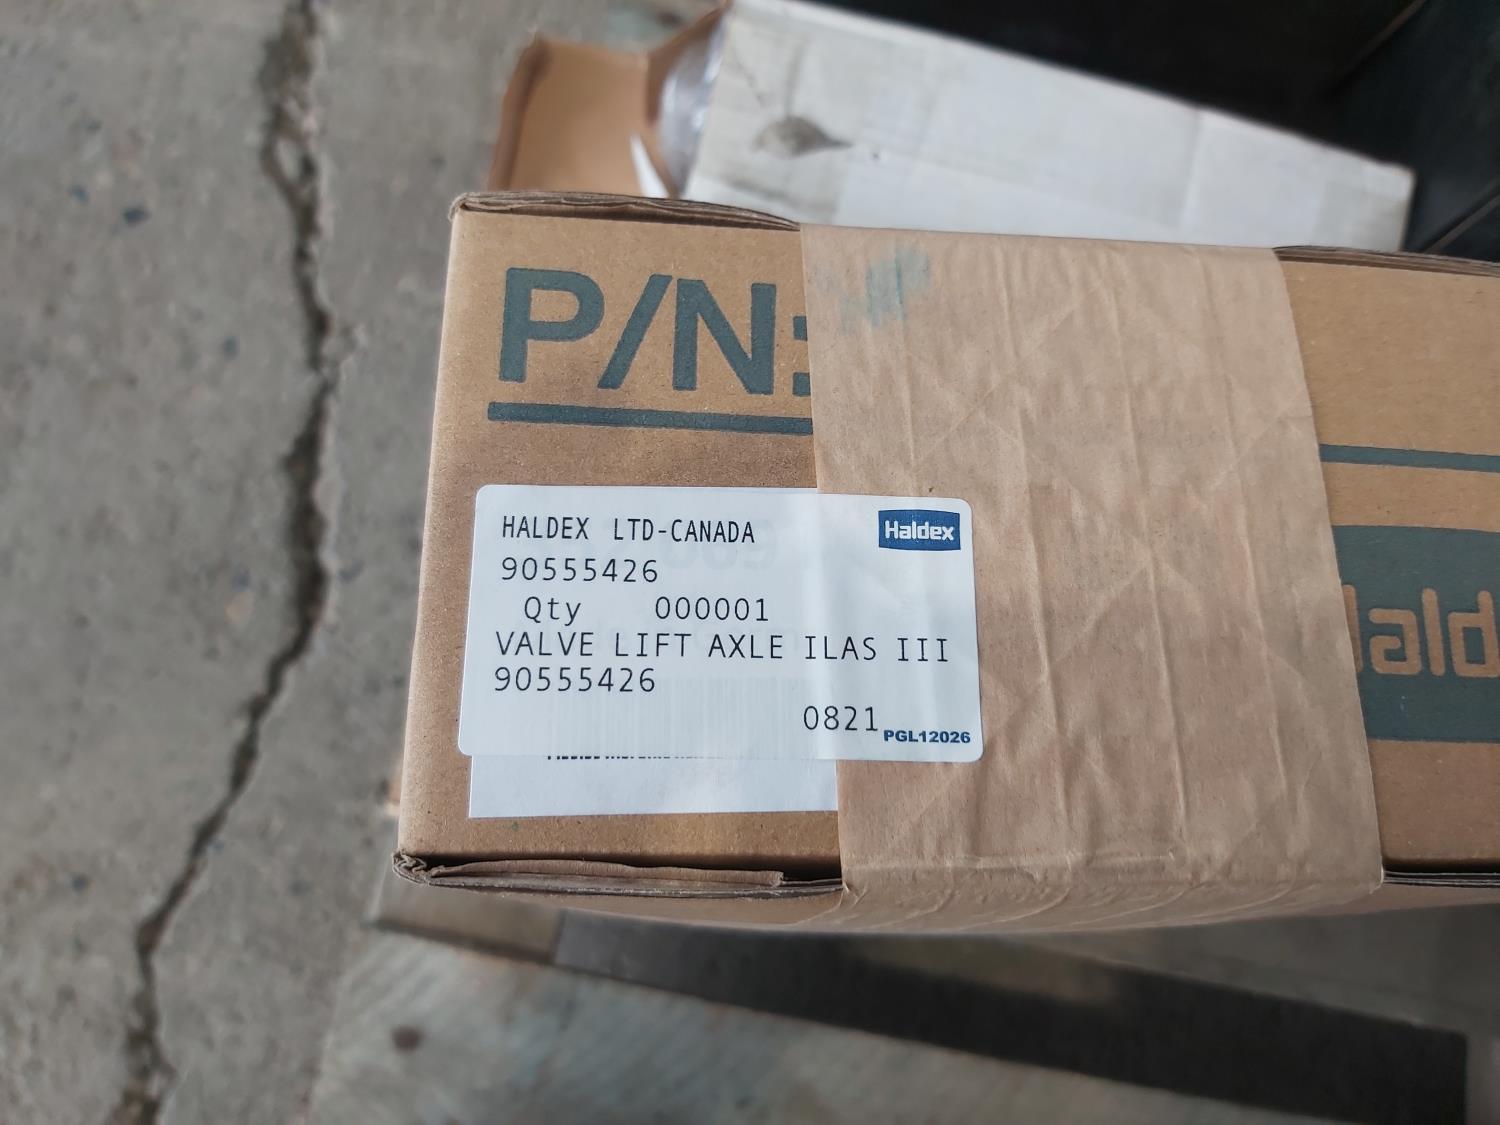 P/N:
HALDEX LTD-CANADA
Haldex
90555426
Qty 000001
VALVE LIFT AXLE ILAS III
90555426
0821
PGL12026